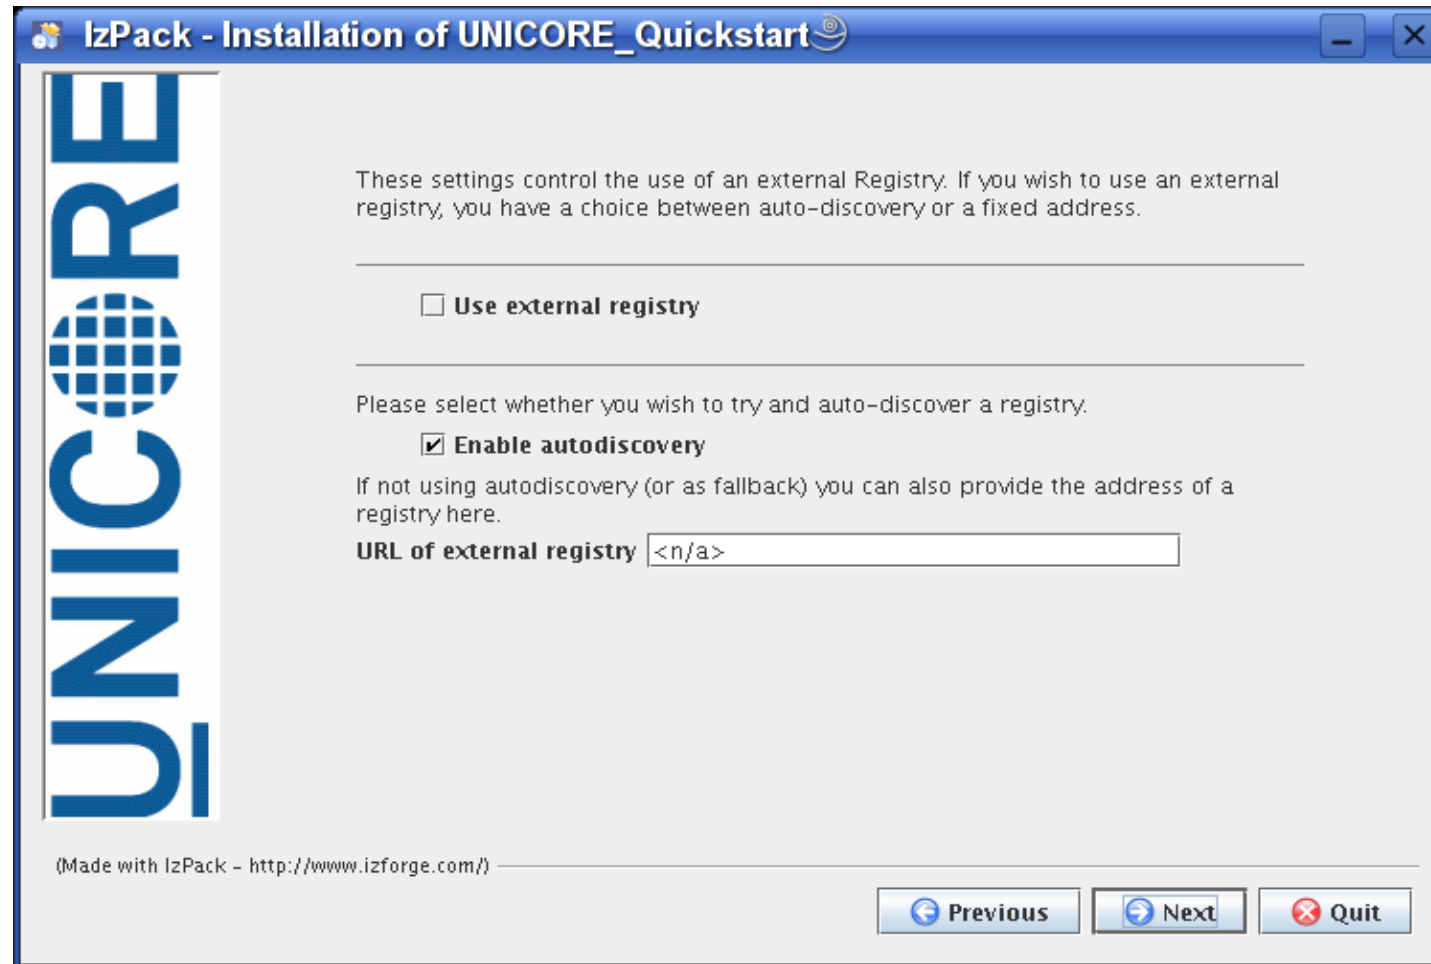 IzPack - Installation of UNICORE_Quickstart
UNICORE
These settings control the use of an external Registry. If you wish to use an external
registry, you have a choice between auto-discovery or a fixed address.
Use external registry
Please select whether you wish to try and auto-discover a registry.
Enable autodiscovery
If not using autodiscovery (or as fallback) you can also provide the address of a
registry here.
URL of external registry <n/a>
(Made with IzPack - http://www.izforge.com/)
Previous Next Quit